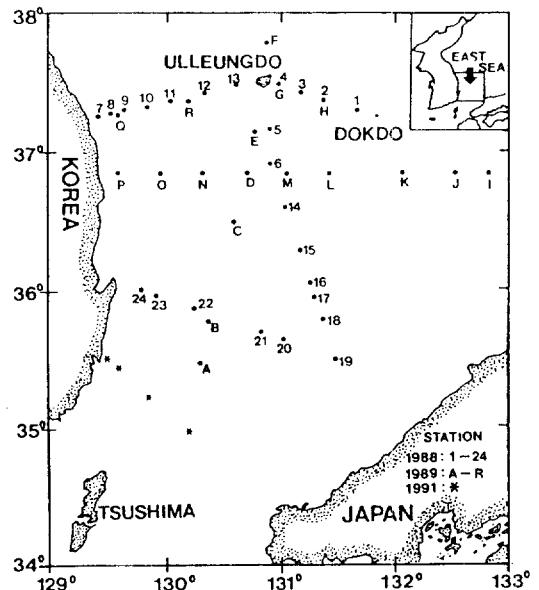 38°
F
ULLEUNGDO
EAST
SEA
13
4
12
G
3
2
11
R
H
1
10
9
8
7
Q
DOKDO
E
5
37°
6
P
O
N
D
M
L
K
J
I
KOREA
14
C
15
16
17
36°
24
23
22
B
18
21
20
19
A
*
*
*
*
35°
STATION
1988: 1-24
1989: A-R
1991: *
TSUSHIMA
JAPAN
34°
129°
130°
131°
132°
133°